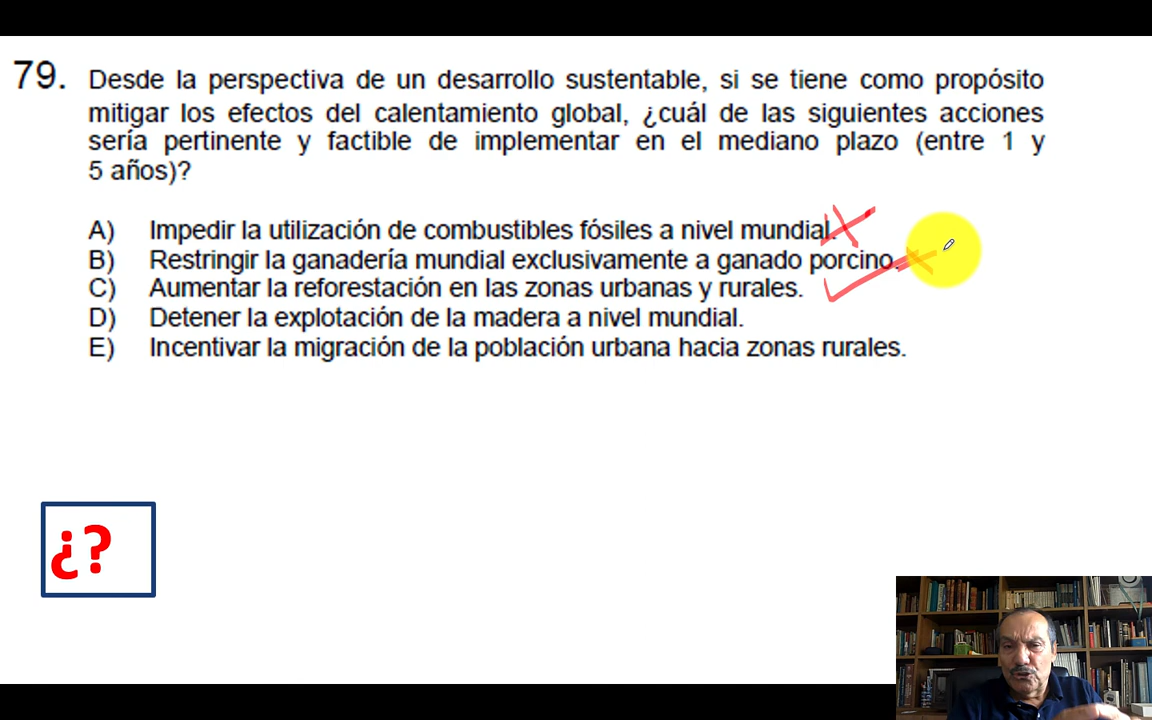 79. Desde la perspectiva de un desarrollo sustentable, si se tiene como propósito
mitigar los efectos del calentamiento global, ¿cuál de las siguientes acciones
sería pertinente y factible de implementar en el mediano plazo (entre 1 y
5 años)?
A) Impedir la utilización de combustibles fósiles a nivel mundial.
B) Restringir la ganadería mundial exclusivamente a ganado porcino.
C) Aumentar la reforestación en las zonas urbanas y rurales.
D) Detener la explotación de la madera a nivel mundial.
E) Incentivar la migración de la población urbana hacia zonas rurales.
¿?